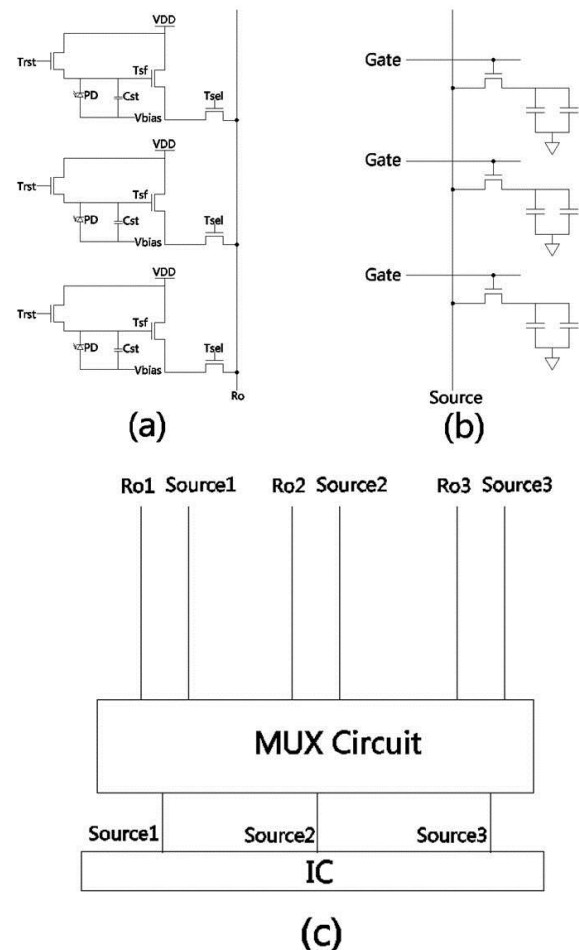 VDD
Trst
Tsf
PD
Cst
Tsel
Vbias
VDD
Trst
Tsf
PD
Cst
Tsel
Vbias
VDD
Trst
Tsf
PD
Cst
Tsel
Vbias
Ro
(a)
Gate
Gate
Gate
Source
(b)
Ro1 Source1 Ro2 Source2 Ro3 Source3
MUX Circuit
Source1 Source2 Source3
IC
(c)